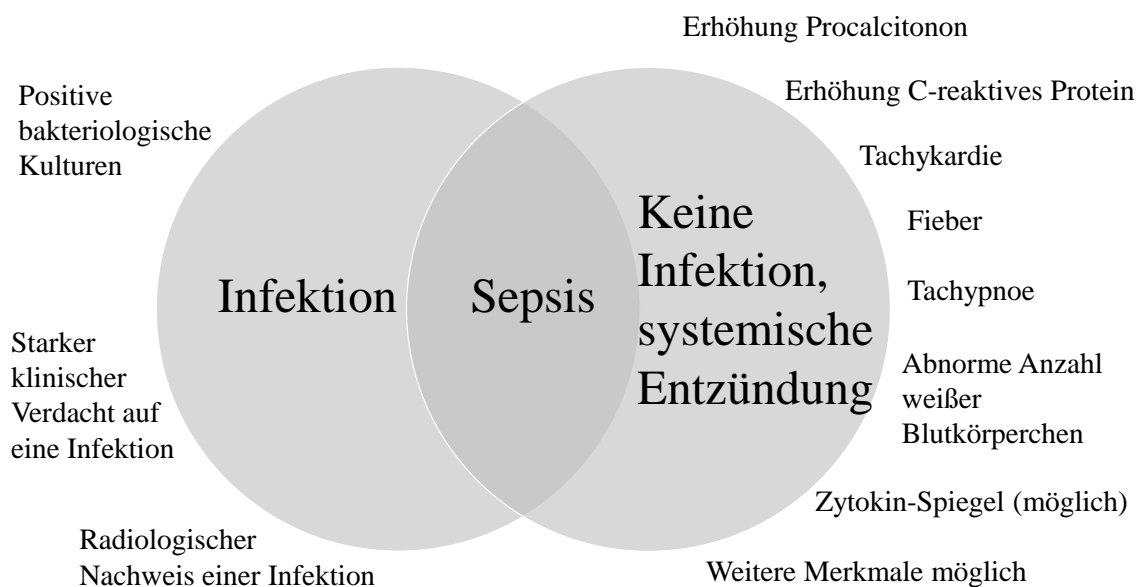 Erhöhung Procalcitonon
Positive
bakteriologische
Kulturen
Erhöhung C-reaktives Protein
Tachykardie
Fieber
Tachypnoe
Infektion
Sepsis
Keine
Infektion,
systemische
Entzündung
Starker
klinischer
Verdacht auf
eine Infektion
Abnorme Anzahl
weißer
Blutkörperchen
Zytokin-Spiegel (möglich)
Radiologischer
Nachweis einer Infektion
Weitere Merkmale möglich